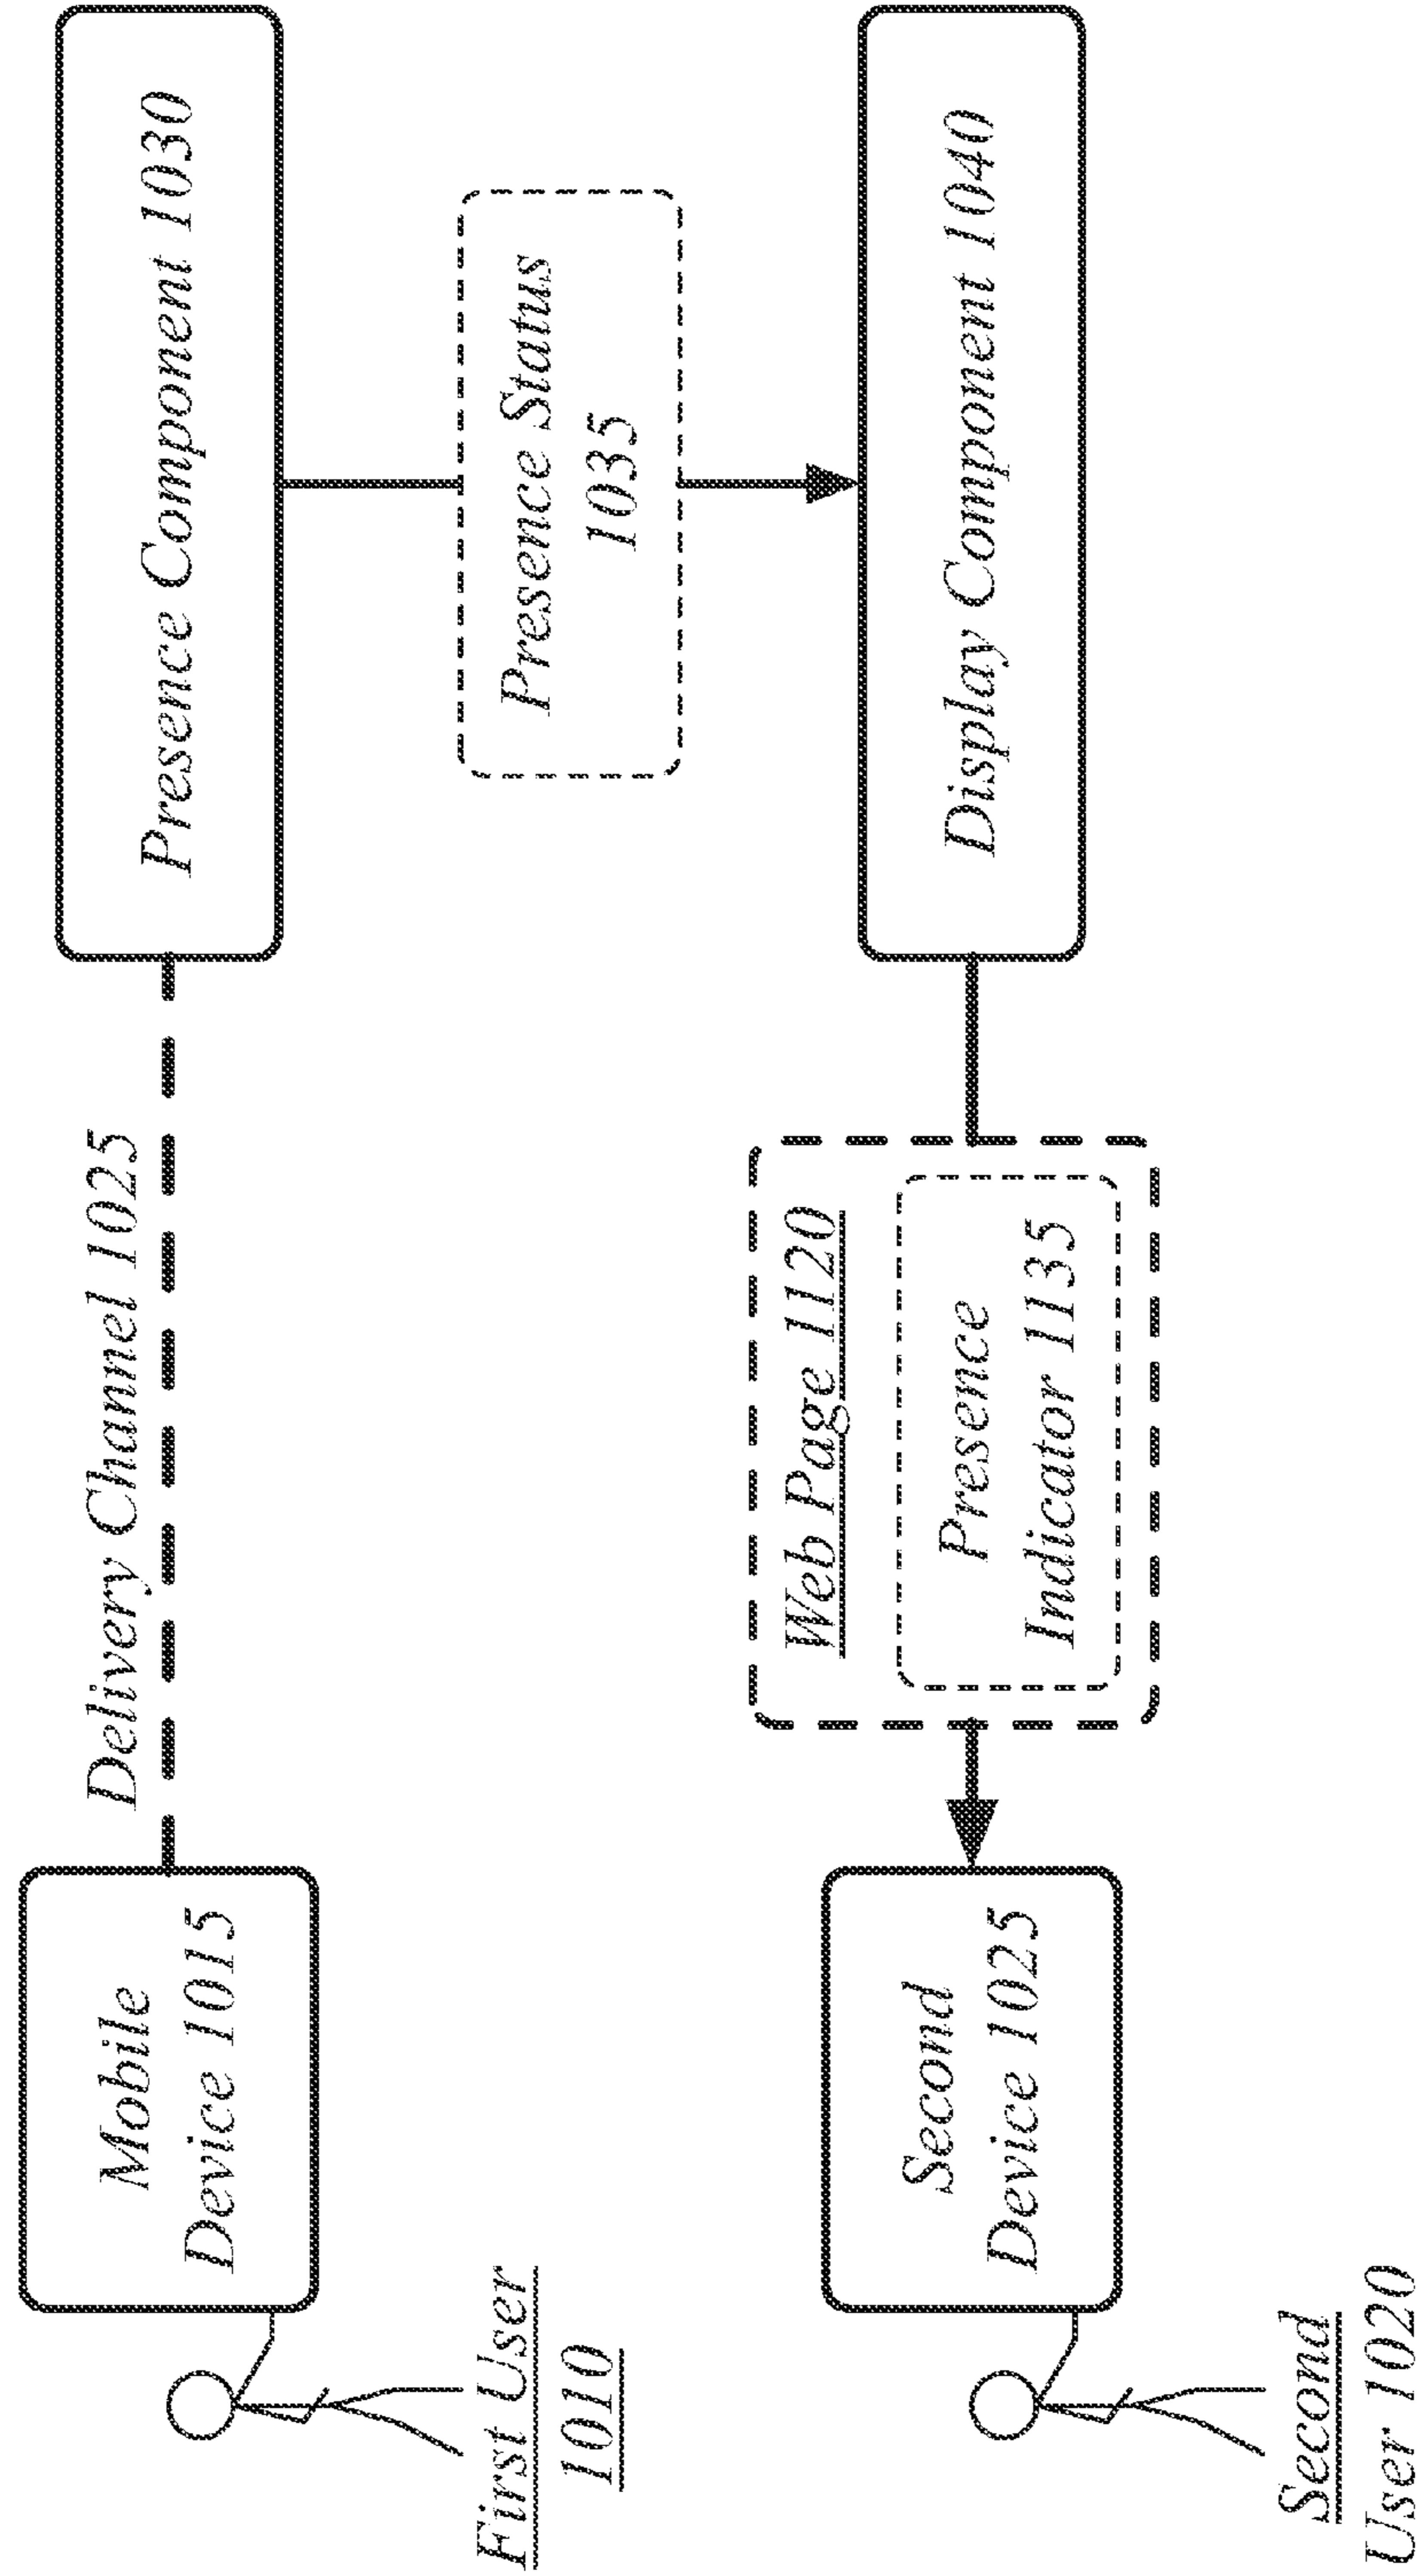 Delivery Channel 1025
Mobile
Device 1015
Presence Component 1030
First User
1010
Presence Status
1035
Web Page 1120
Presence
Indicator 1135
Second
Device 1025
Display Component 1040
Second
User 1020